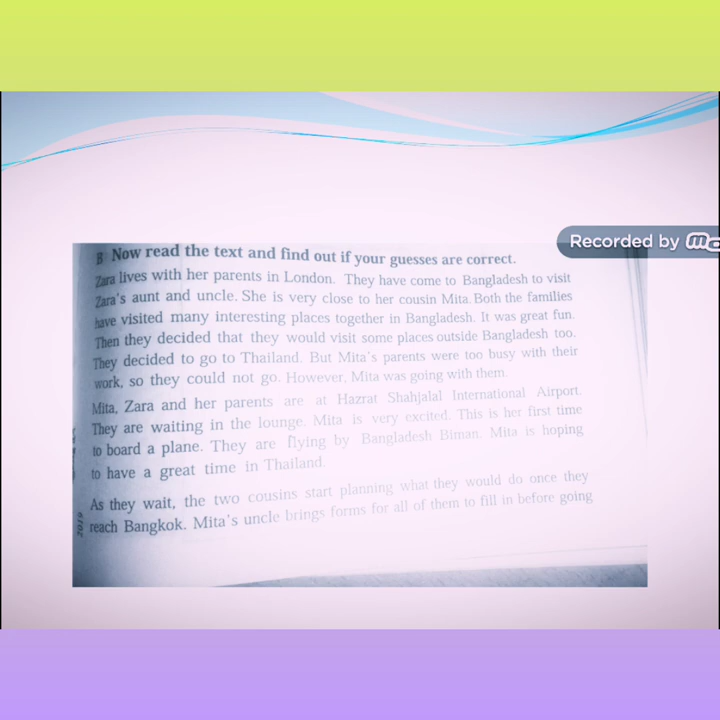 Recorded by
B Now read the text and find out if your guesses are correct.
Zara lives with her parents in London. They have come to Bangladesh to visit
Zara's aunt and uncle. She is very close to her cousin Mita. Both the families
have visited many interesting places together in Bangladesh. It was great fun.
Then they decided that they would visit some places outside Bangladesh too.
They decided to go to Thailand. But Mita's parents were too busy with their
work, so they could not go. However, Mita was going with them.
Mita, Zara and her parents are at Hazrat Shahjalal International Airport.
They are waiting in the lounge. Mita is very excited. This is her first time
to board a plane. They are flying by Bangladesh Biman. Mita is hoping
to have a great time in Thailand.
As they wait, the two cousins start planning what they would do once they
reach Bangkok. Mita's uncle brings forms for all of them to fill in before going
2019